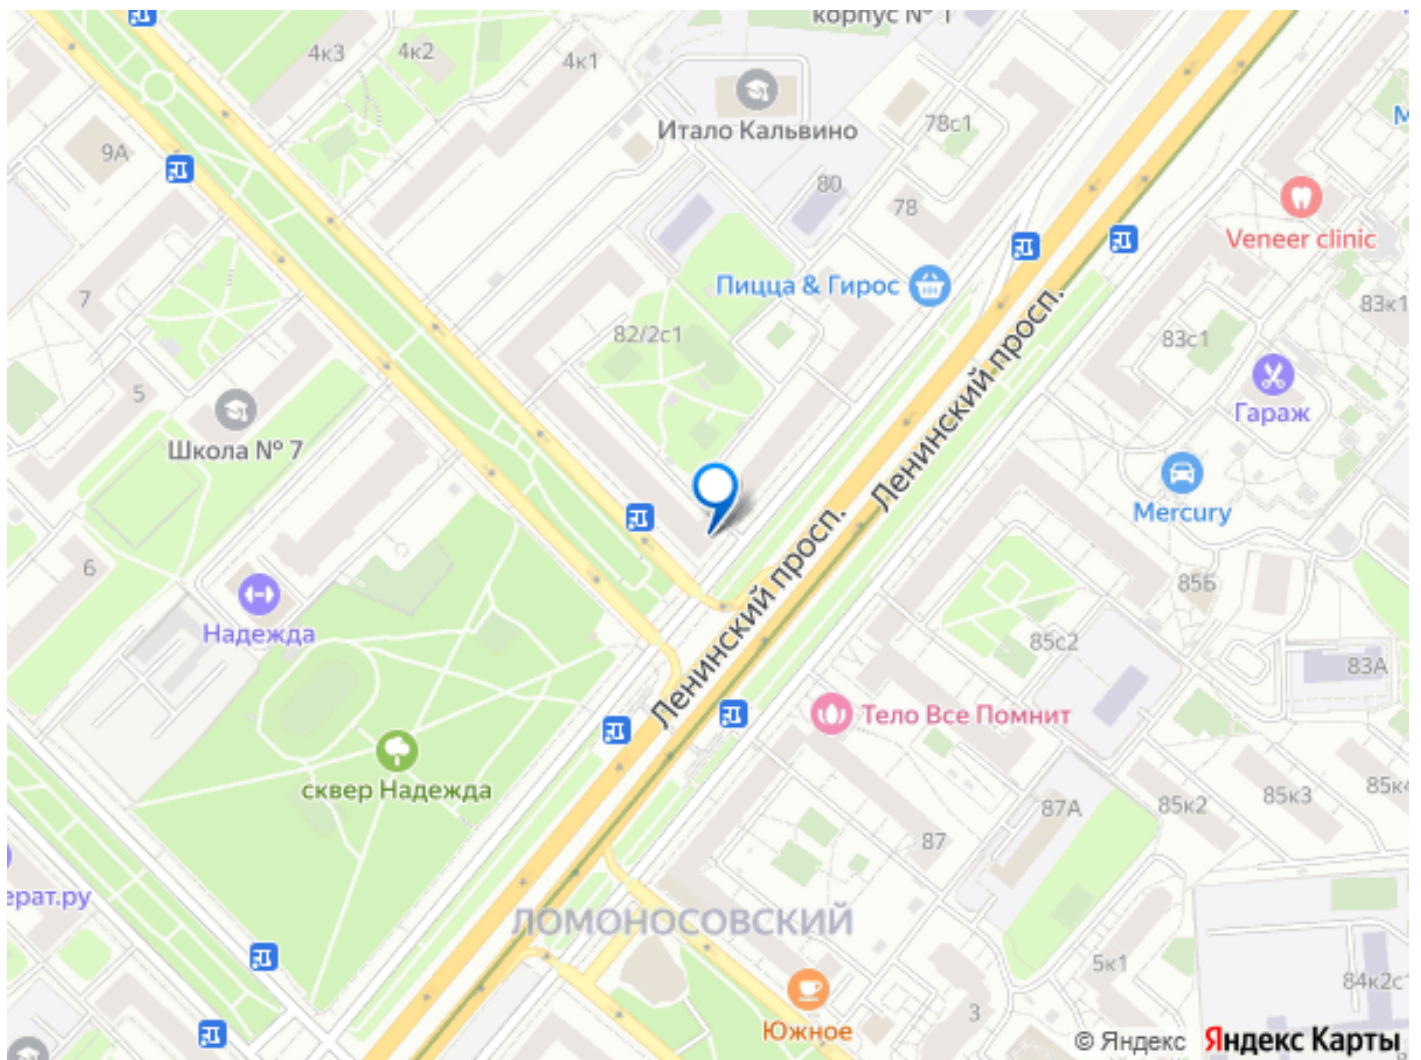 корпус № 1
4к3
4к2
4к1
Итало Кальвино
78с1
9А
80
78
Veneer clinic
Пицца & Гирос
7
82/2с1
83с1
83к1
Ленинский просп.
Гараж
5
Школа № 7
Mercury
Ленинский просп.
6
85Б
Надежда
85с2
83А
Тело Все Помнит
сквер Надежда
87А
85к2
85к3
85к4
87
ерат.ру
ЛОМОНОСОВСКИЙ
5к1
84к2с1
3
Южное
© Яндекс Яндекс Карты